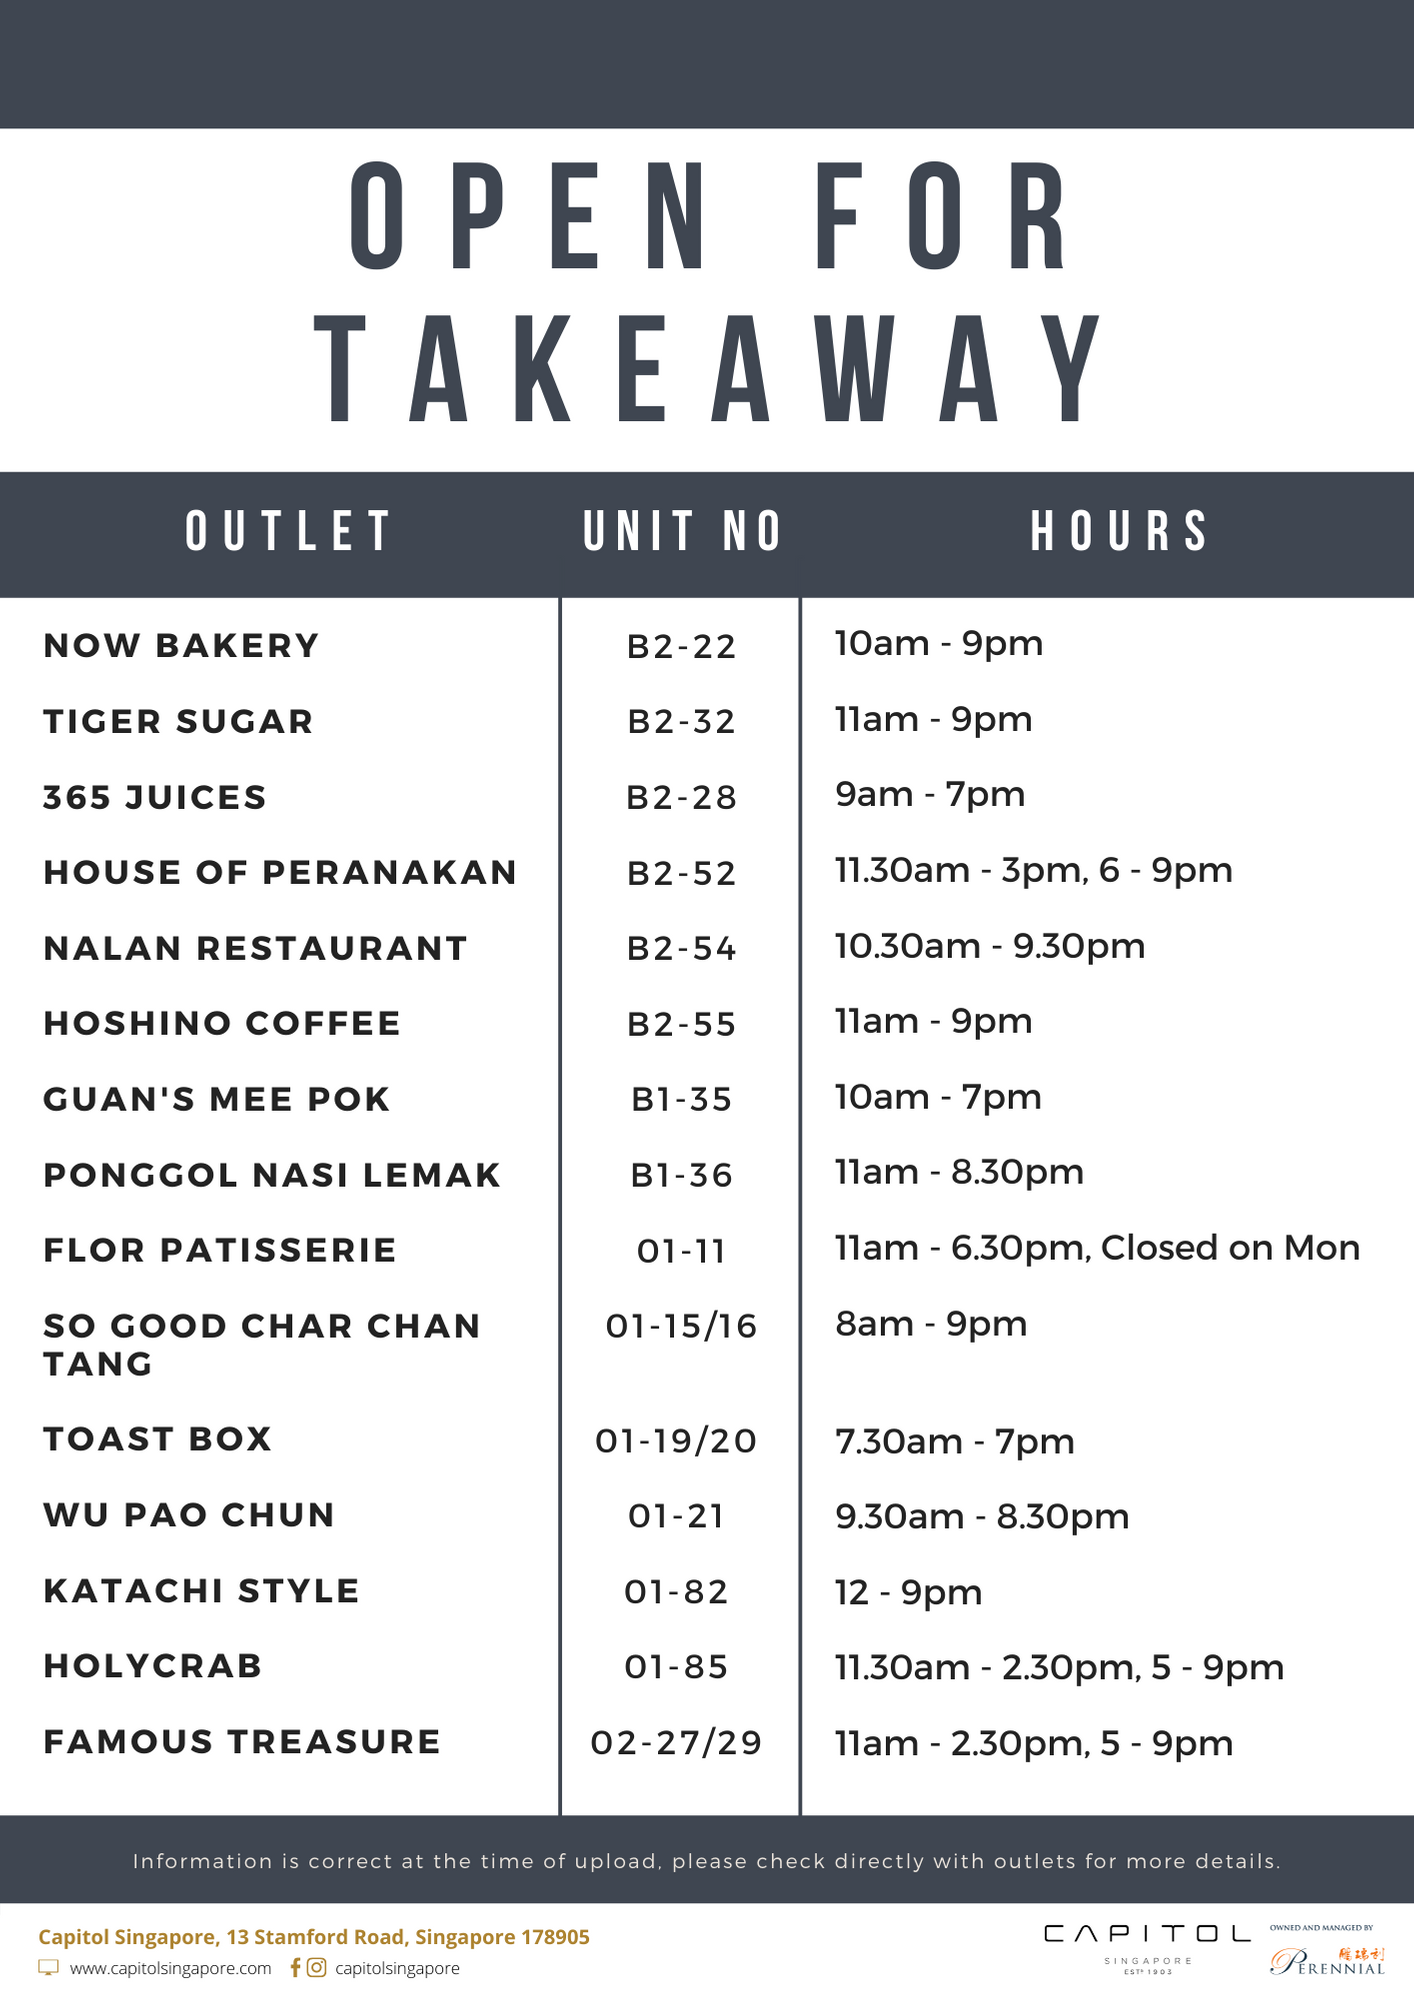 OPEN FOR
TAKEAWAY
OUTLET UNIT NO HOURS
NOW BAKERY B2-22 10am - 9pm
TIGER SUGAR B2-32 11am - 9pm
365 JUICES B2-28 9am - 7pm
HOUSE OF PERANAKAN B2-52 11.30am - 3pm, 6 - 9pm
NALAN RESTAURANT B2-54 10.30am - 9.30pm
HOSHINO COFFEE B2-55 11am - 9pm
GUAN'S MEE POK B1-35 10am - 7pm
PONGGOL NASI LEMAK B1-36 11am - 8.30pm
FLOR PATISSERIE 01-11 11am - 6.30pm, Closed on Mon
SO GOOD CHAR CHAN 01-15/16 8am - 9pm
TANG
TOAST BOX 01-19/20 7.30am - 7pm
WU PAO CHUN 01-21 9.30am - 8.30pm
KATACHI STYLE 01-82 12 - 9pm
HOLYCRAB 01-85 11.30am - 2.30pm, 5 - 9pm
FAMOUS TREASURE 02-27/29 11am - 2.30pm, 5 - 9pm
Information is correct at the time of upload, please check directly with outlets for more details.
Capitol Singapore, 13 Stamford Road, Singapore 178905
www.capitolsingapore.com capitolsingapore
CAPITOL
SINGAPORE
ESTD 1903
OWNED AND MANAGED BY
鵬瑞利
PERENNIAL